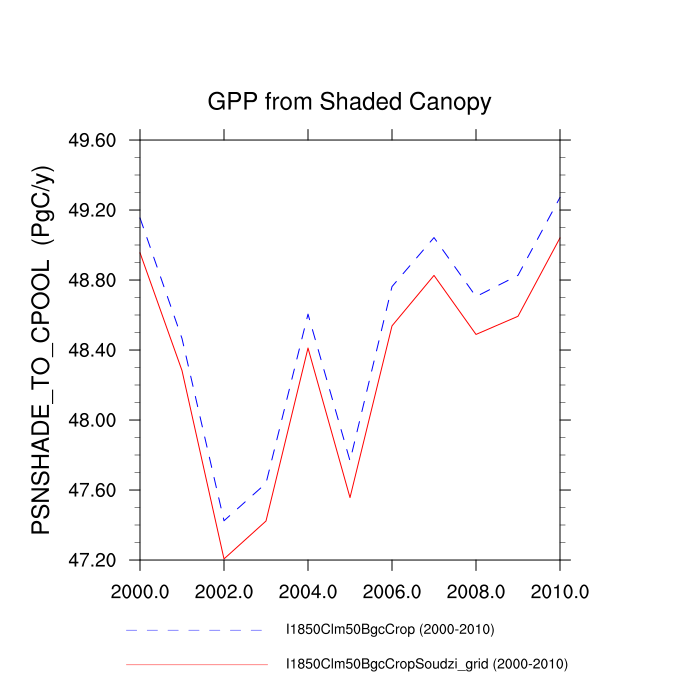 GPP from Shaded Canopy
PSNSHADE_TO_CPOOL (PgC/y)
49.60
49.20
48.80
48.40
48.00
47.60
47.20
2000.0 2002.0 2004.0 2006.0 2008.0 2010.0
I1850Clm50BgcCrop (2000-2010)
I1850Clm50BgcCropSoudzi_grid (2000-2010)